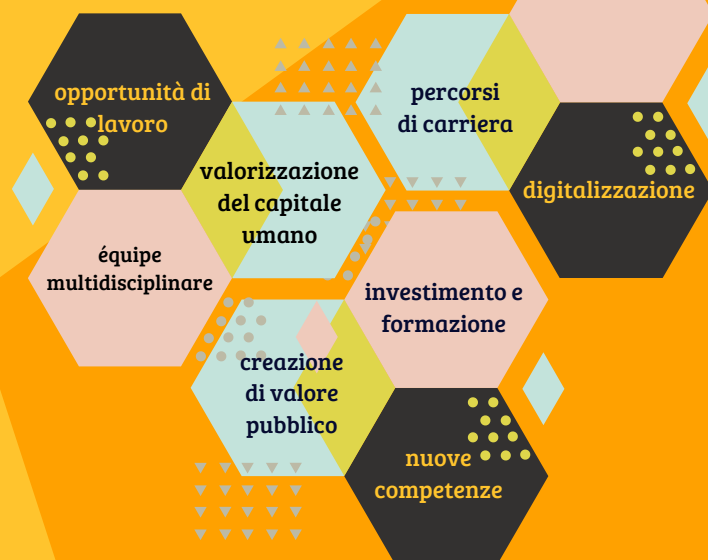 opportunità di
lavoro
percorsi
di carriera
valorizzazione
del capitale
umano
digitalizzazione
équipe
multidisciplinare
investimento e
formazione
creazione
di valore
pubblico
nuove
competenze